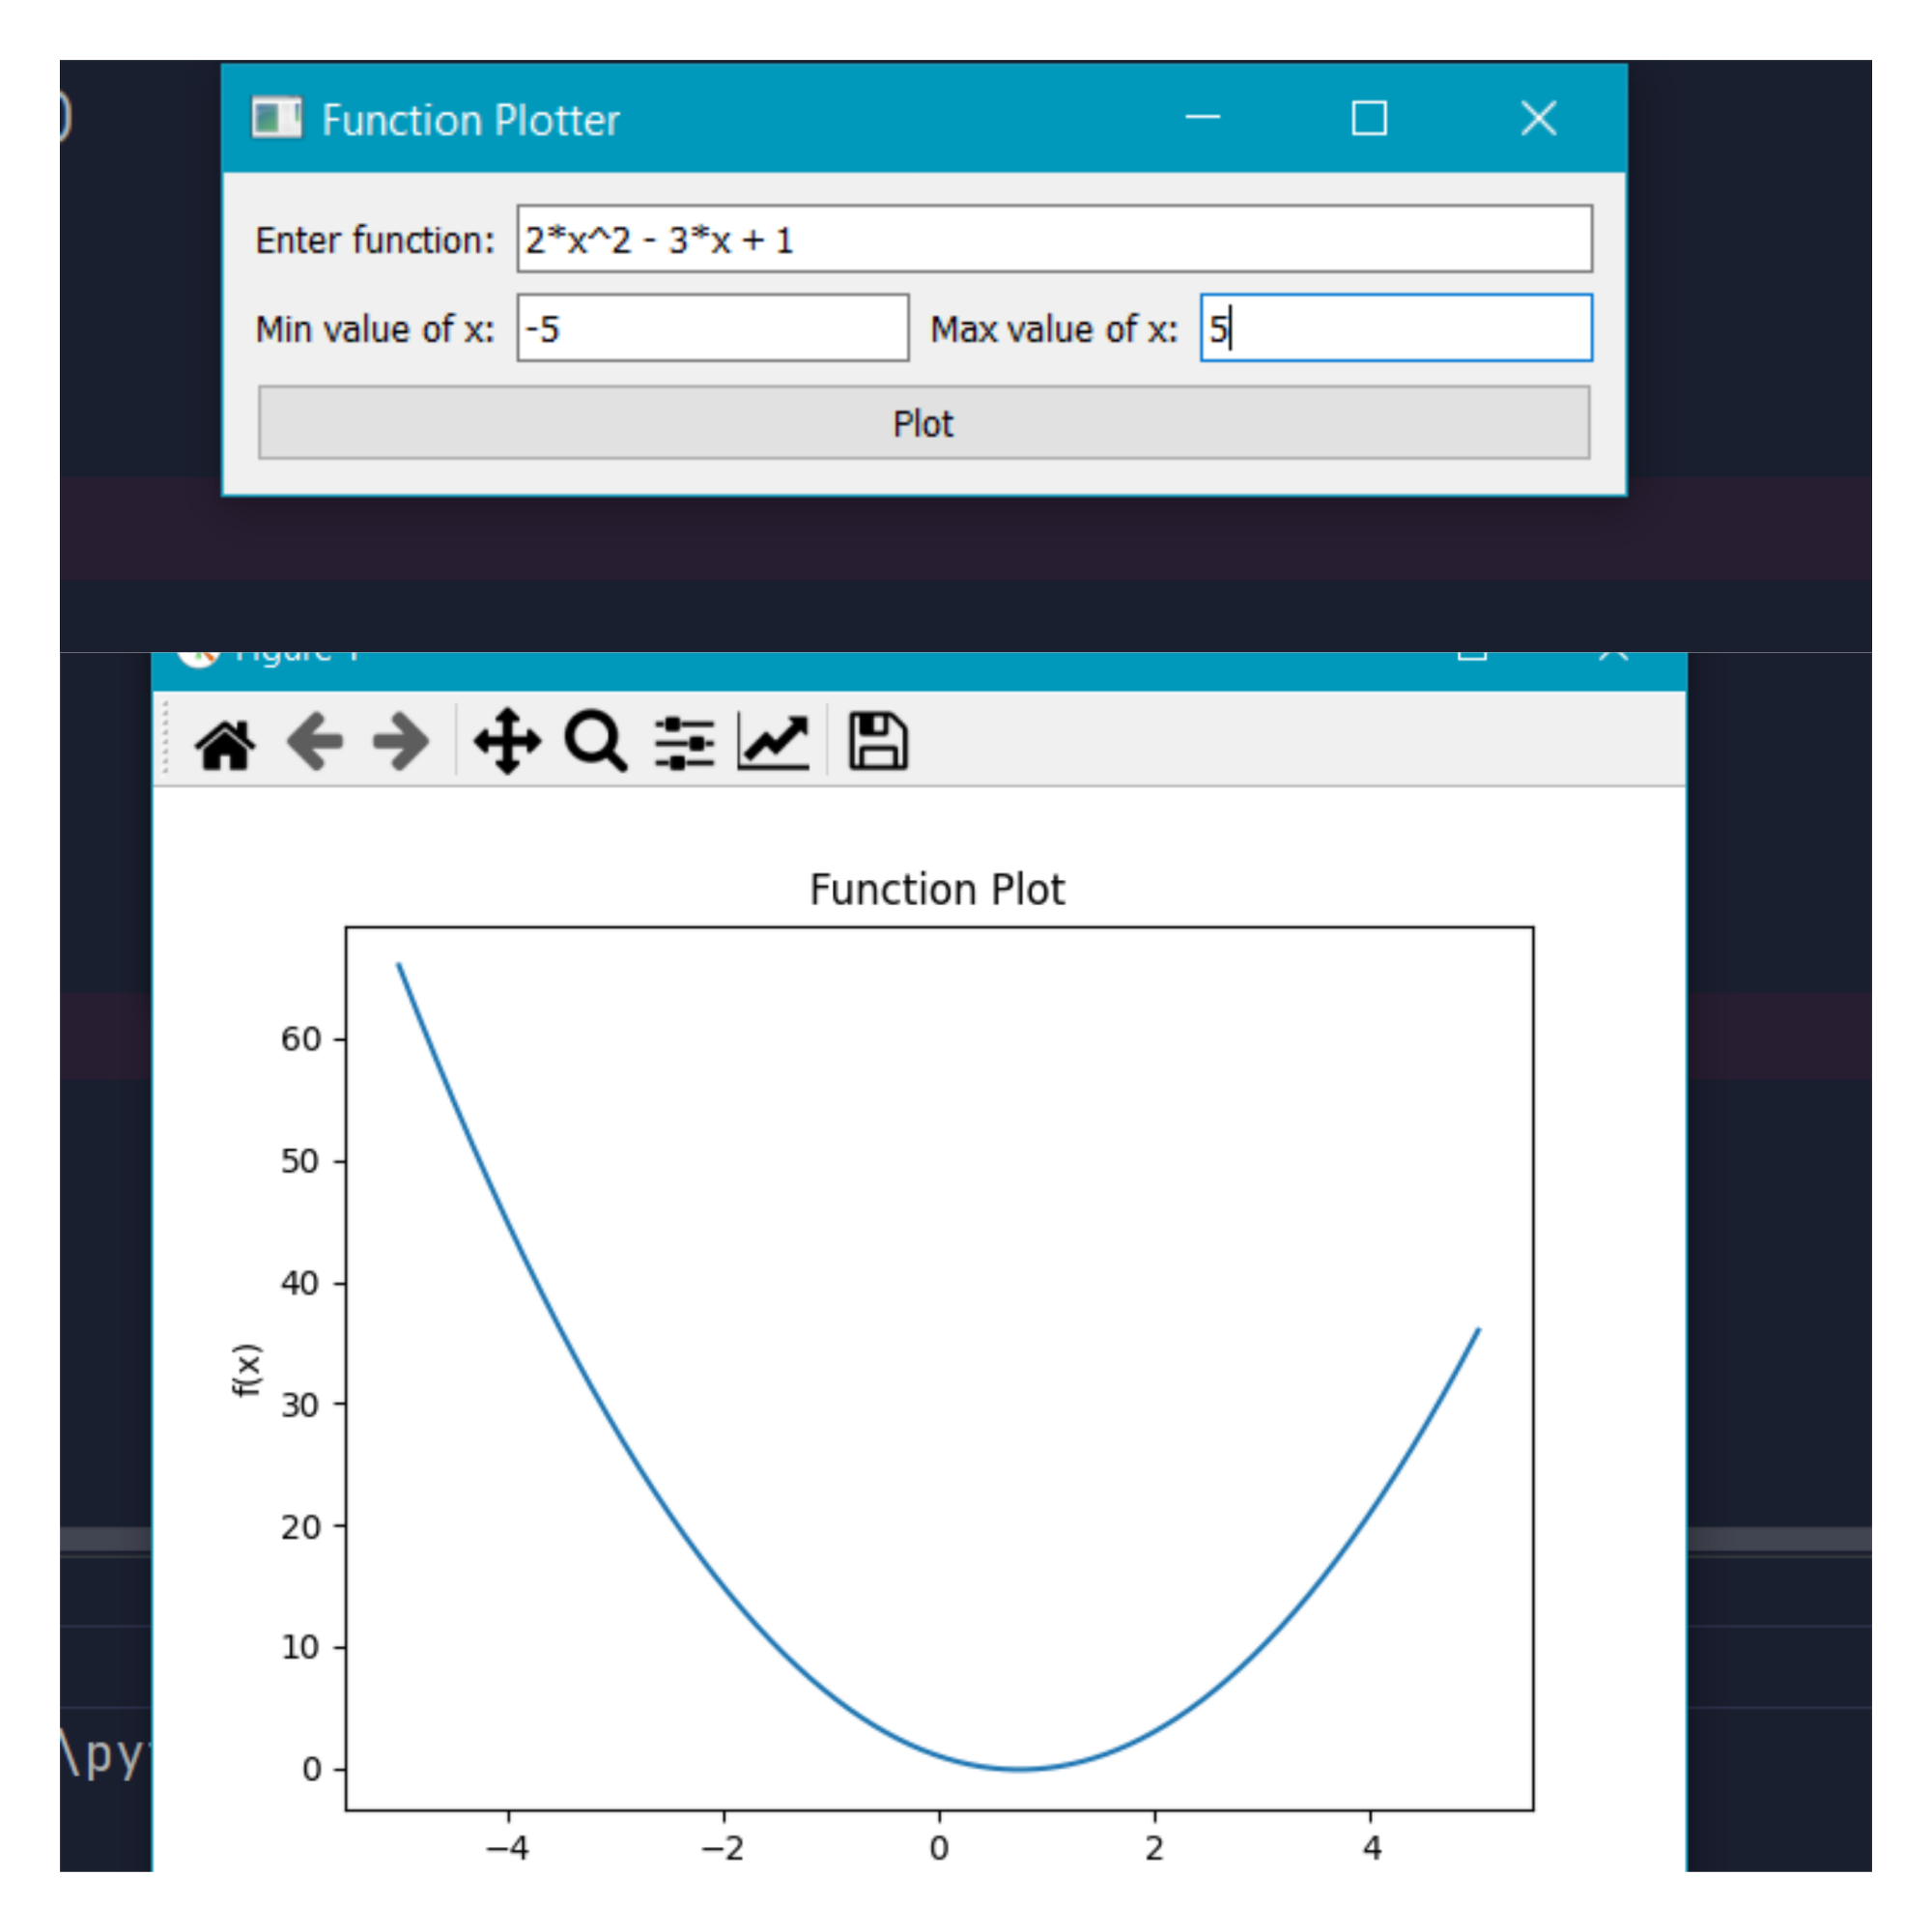 )
Function Plotter
Enter function: 2*x^2 - 3*x + 1
Min value of x: -5 Max value of x: 5
Plot
Function Plot
60
50
40
f(x)
30
20
10
0
\py
−4 −2 0 2 4